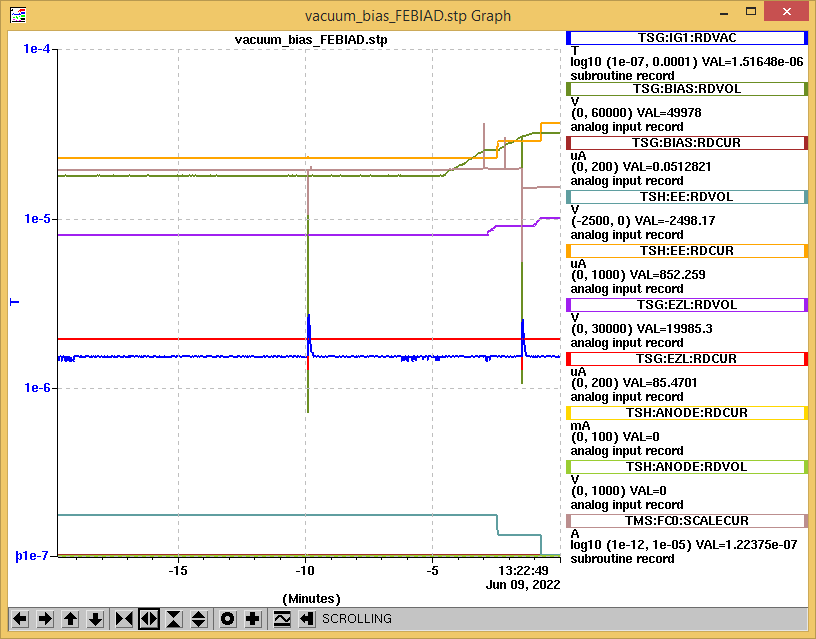 vacuum_bias_FEBIAD.stp Graph
vacuum_bias_FEBIAD.stp
1e-4
1e-5
T
1e-6
1e-7
-15
-10
-5
13:22:49
Jun 09, 2022
(Minutes)
TSG:IG1:RDVAC
T
log10 (1e-07, 0.0001) VAL=1.51648e-06
subroutine record
TSG:BIAS:RDVOL
V
(0, 60000) VAL=49978
analog input record
TSG:BIAS:RDCUR
uA
(0, 200) VAL=0.0512821
analog input record
TSH:EE:RDVOL
V
(-2500, 0) VAL=-2498.17
analog input record
TSH:EE:RDCUR
uA
(0, 1000) VAL=852.259
analog input record
TSG:EZL:RDVOL
V
(0, 30000) VAL=19985.3
analog input record
TSG:EZL:RDCUR
uA
(0, 200) VAL=85.4701
analog input record
TSH:ANODE:RDCUR
mA
(0, 100) VAL=0
analog input record
TSH:ANODE:RDVOL
V
(0, 1000) VAL=0
analog input record
TMS:FC0:SCALECUR
A
log10 (1e-12, 1e-05) VAL=1.22375e-07
subroutine record
SCROLLING